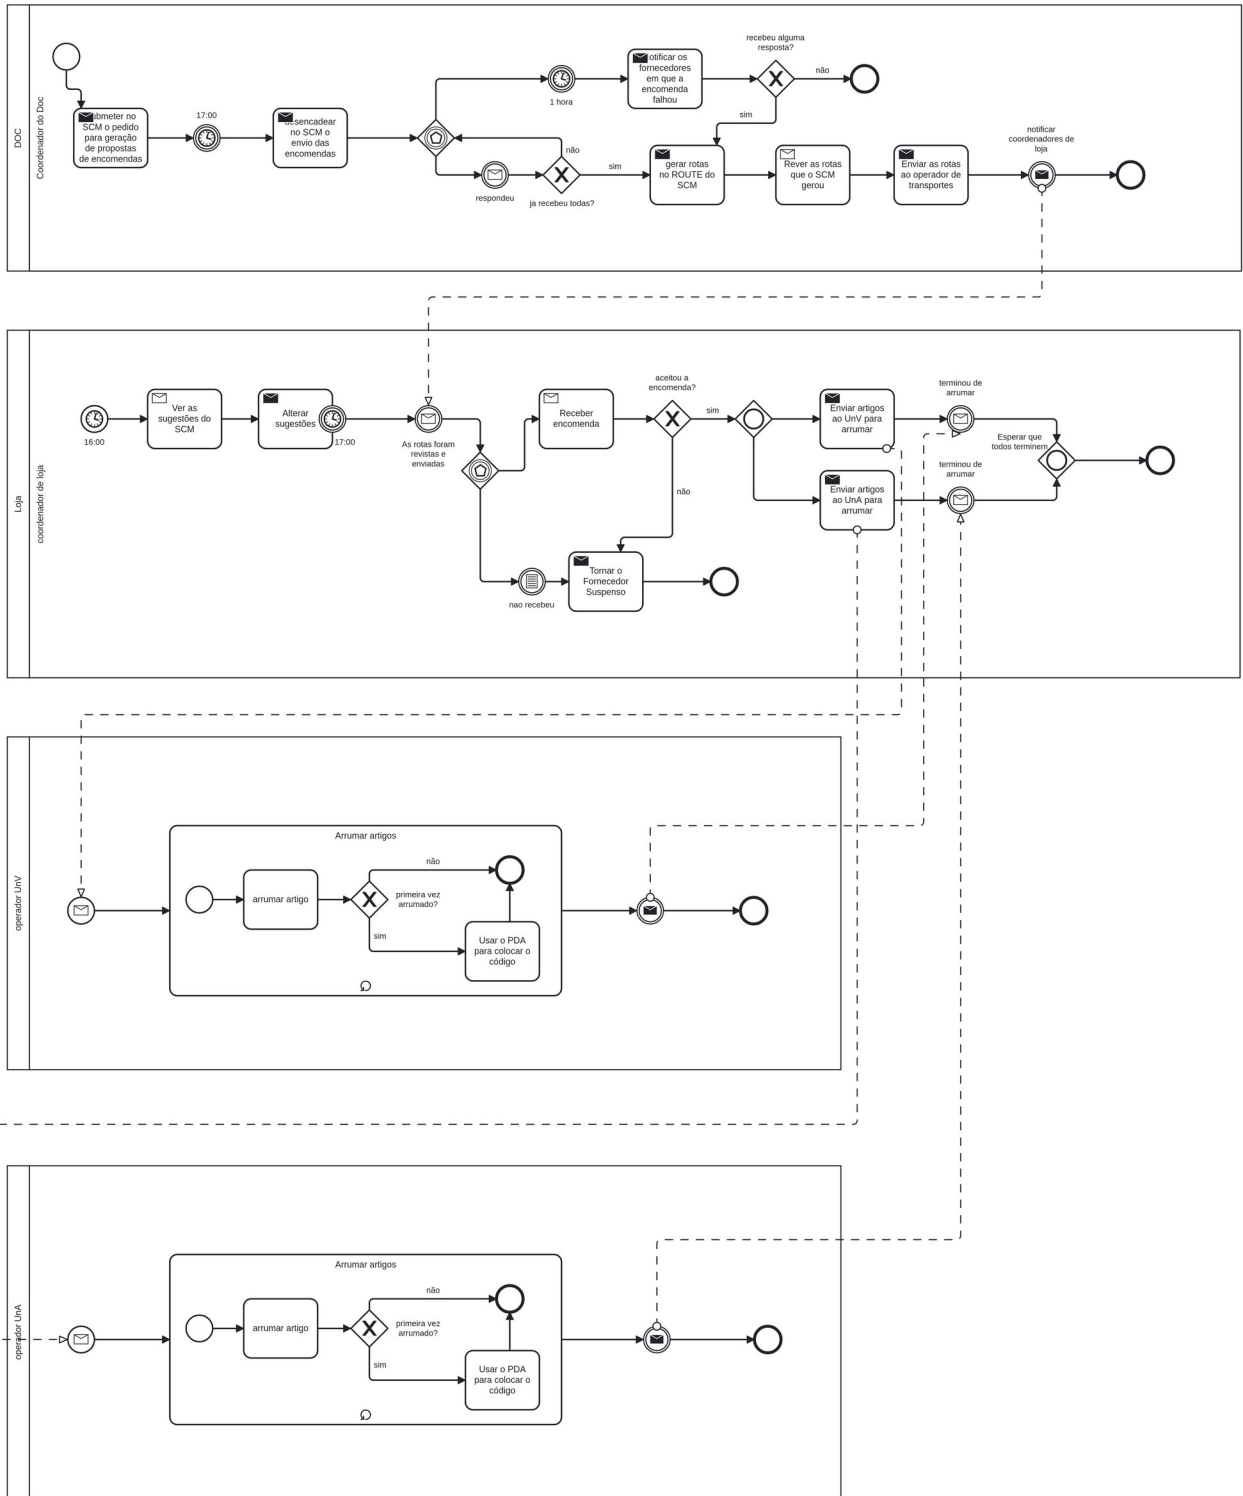 DOC
Coordenador do Doc
ubmeter no
SCM o pedido
para geração
de propostas
de encomendas
17:00
esencadear
no SCM o
envio das
encomendas
1 hora
otificar os
fornecedores
em que a
encomenda
falhou
recebeu alguma
resposta?
não
sim
respondeu
não
ja recebeu todas?
sim
gerar rotas
no ROUTE do
SCM
Rever as rotas
que o SCM
gerou
Enviar as rotas
ao operador de
transportes
notificar
coordenadores de
loja
Loja
coordenador de loja
16:00
Ver as
sugestões do
SCM
Alterar
sugestões
17:00
As rotas foram
revistas e
enviadas
Receber
encomenda
aceitou a
encomenda?
sim
não
nao recebeu
Tornar o
Fornecedor
Suspenso
Enviar artigos
ao UnV para
arrumar
Enviar artigos
ao UnA para
arrumar
terminou de
arrumar
terminou de
arrumar
Esperar que
todos terminem
operador UnV
Arrumar artigos
arrumar artigo
não
primeira vez
arrumado?
sim
Usar o PDA
para colocar o
código
operador UnA
Arrumar artigos
arrumar artigo
não
primeira vez
arrumado?
sim
Usar o PDA
para colocar o
código